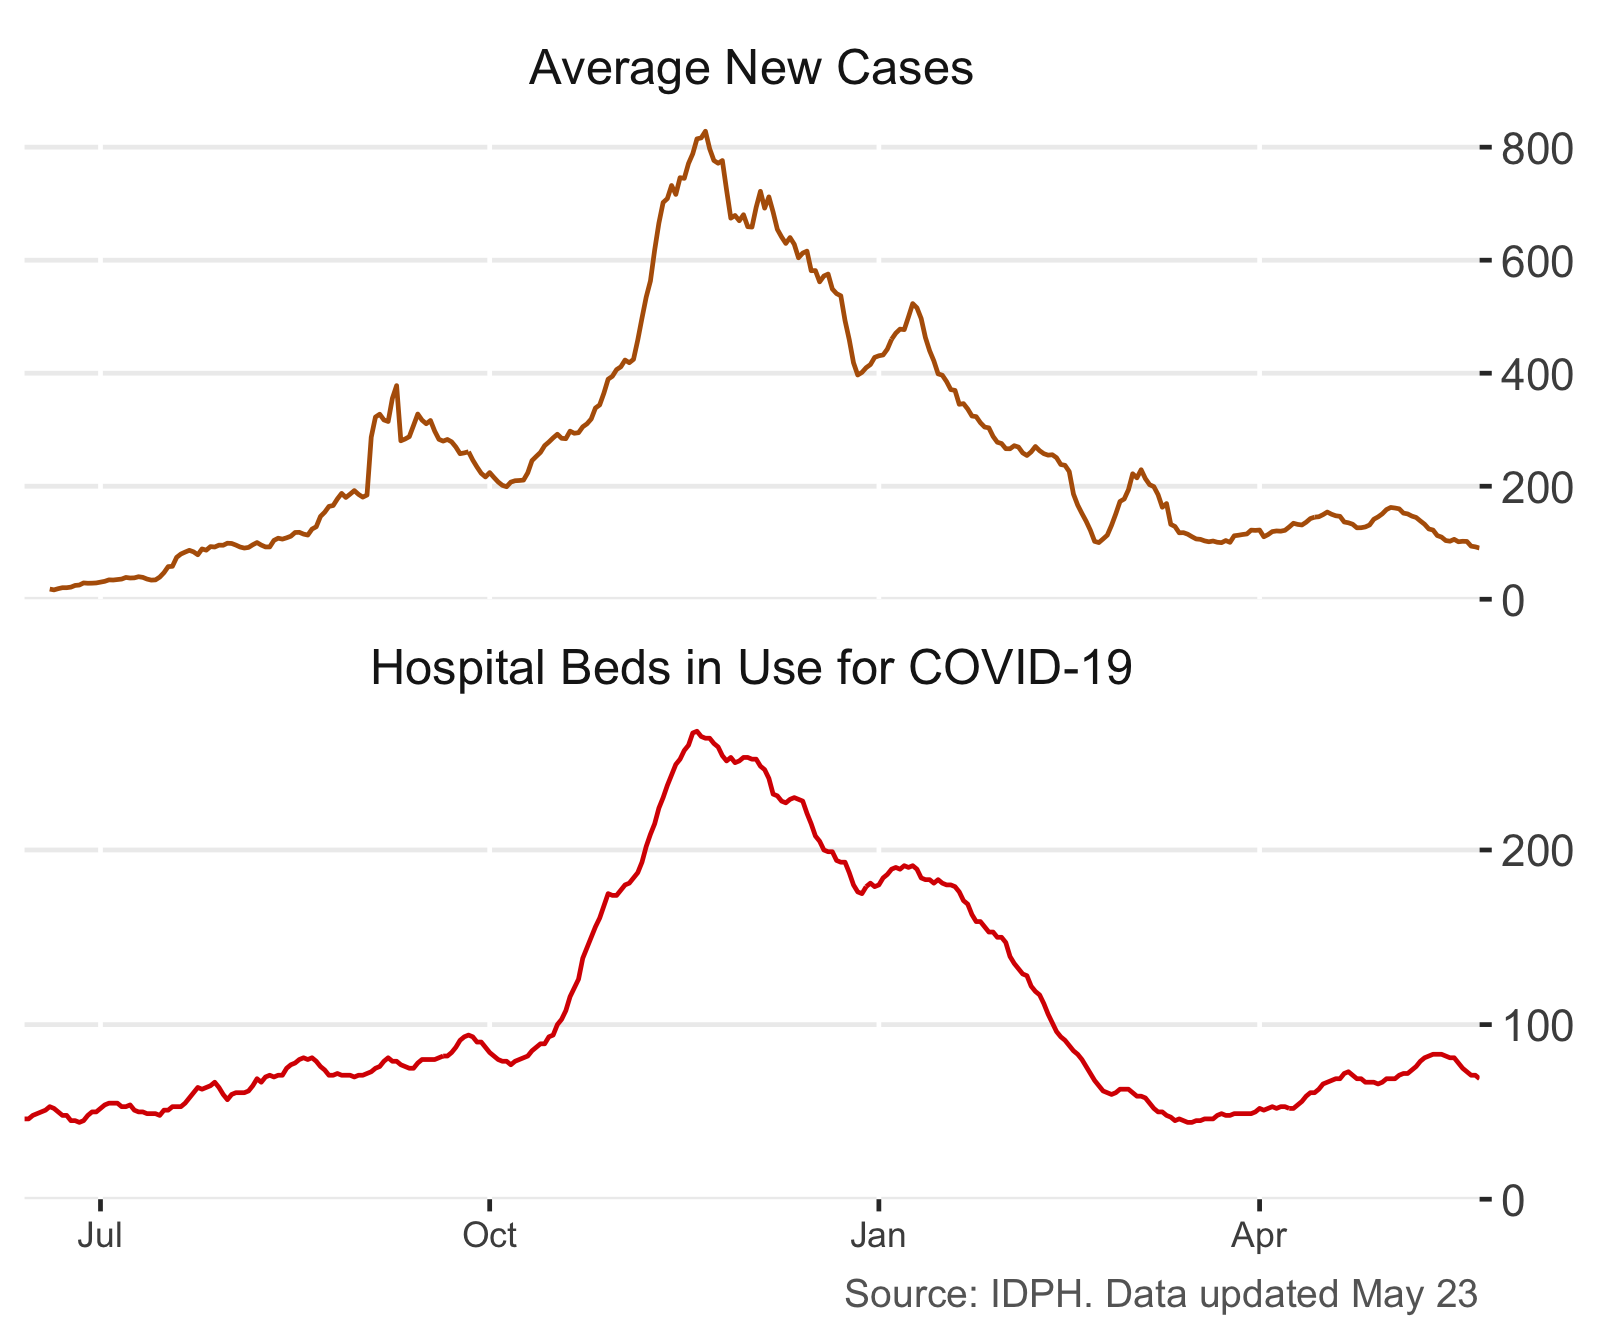 Average New Cases
800
600
400
200
0
Hospital Beds in Use for COVID-19
200
100
0
Jul Oct Jan Apr
Source: IDPH. Data updated May 23